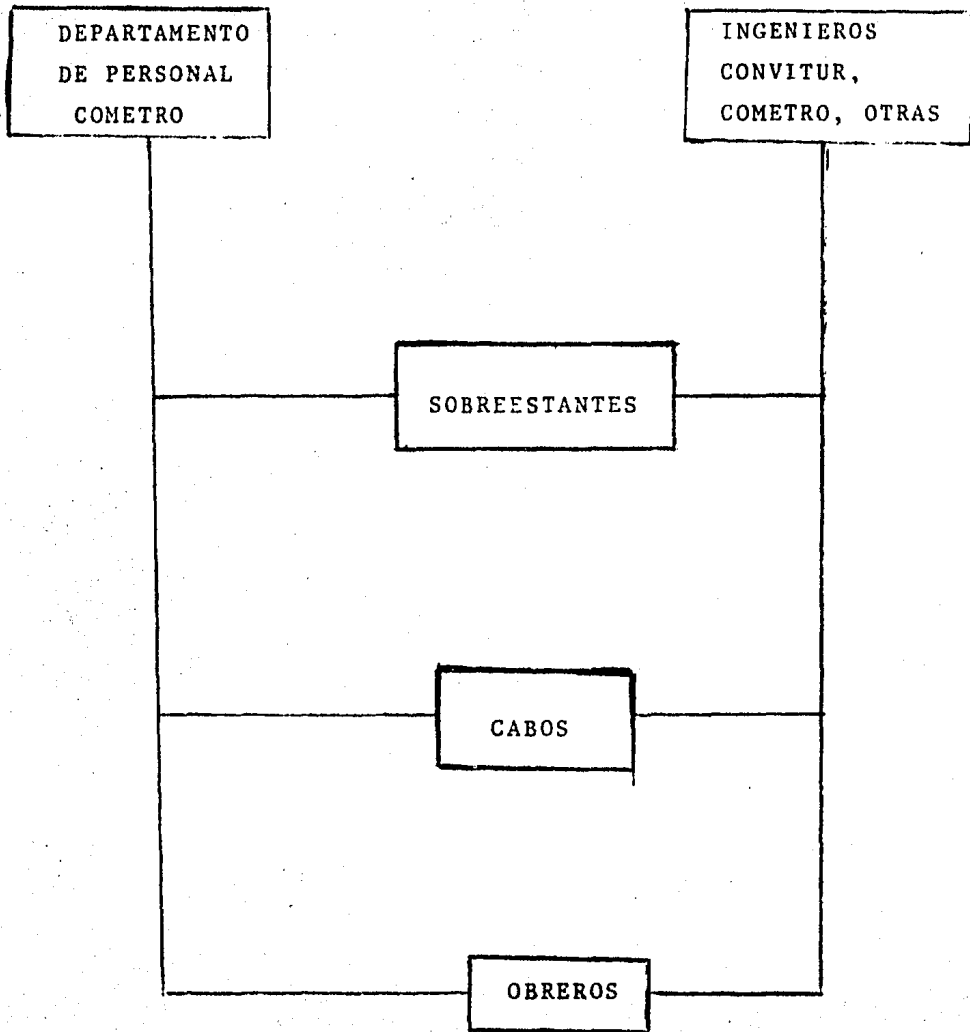 DEPARTAMENTO
DE PERSONAL
COMETRO
INGENIEROS
CONVITUR,
COMETRO, OTRAS
SOBREESTANTES
CABOS
OBREROS